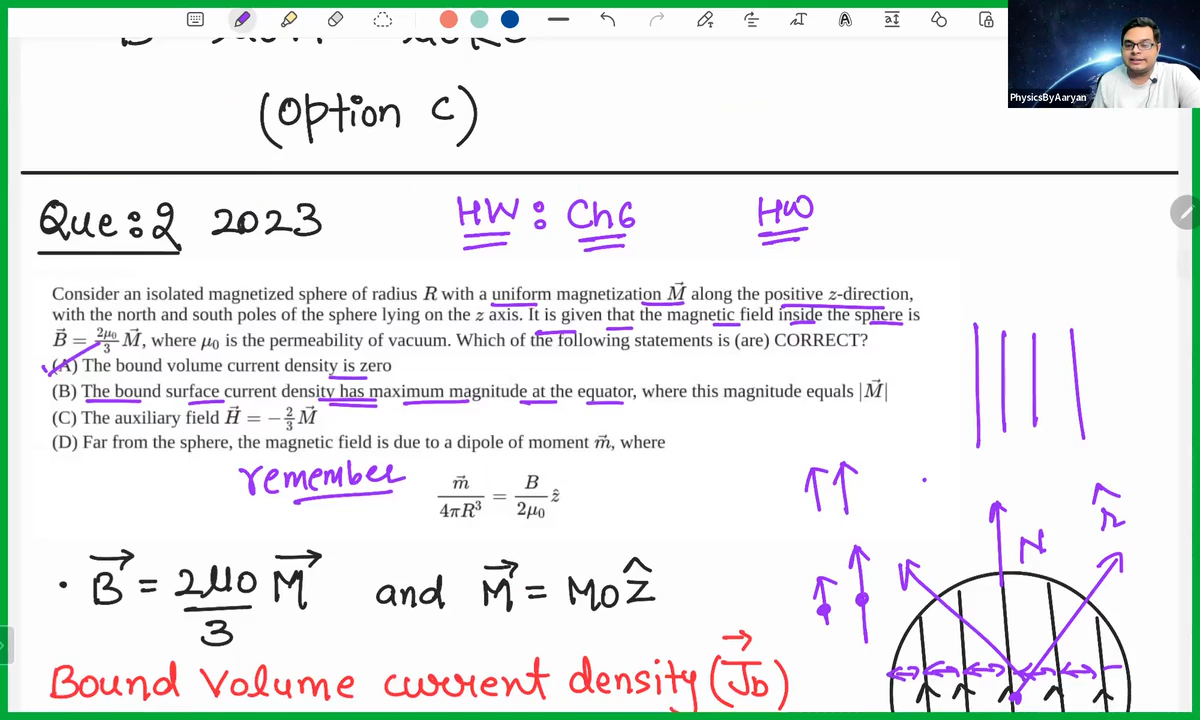 PhysicsByAaryan
(Option C)
Que:2 2023
HW : Ch6
HW
Consider an isolated magnetized sphere of radius R with a uniform magnetization M⃗ along the positive z-direction,
with the north and south poles of the sphere lying on the z axis. It is given that the magnetic field inside the sphere is
B⃗ = 2μ₀/3 M⃗, where μ₀ is the permeability of vacuum. Which of the following statements is (are) CORRECT?
(A) The bound volume current density is zero
(B) The bound surface current density has maximum magnitude at the equator, where this magnitude equals |M⃗|
(C) The auxiliary field H⃗ = −2/3 M⃗
(D) Far from the sphere, the magnetic field is due to a dipole of moment m⃗, where
remember
m⃗/4πR³ = B/2μ₀ ẑ
r̂
N
· B⃗ = 2μ0/3 M⃗ and M⃗ = M0 ẑ
Bound Volume current density (J⃗b)